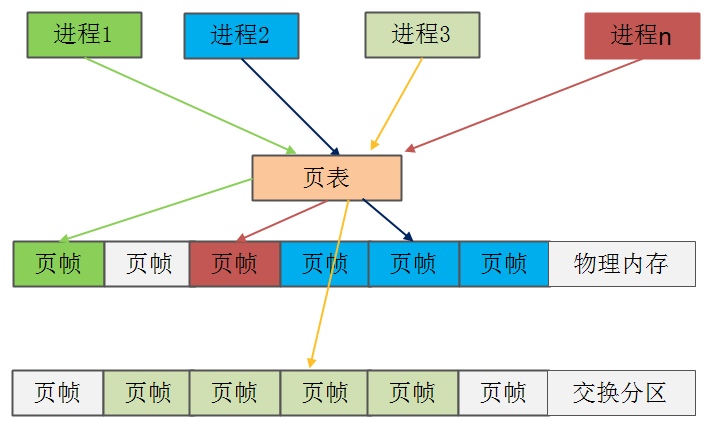 进程1 进程2 进程3 进程n
页表
页帧 页帧 页帧 页帧 页帧 页帧 物理内存
页帧 页帧 页帧 页帧 页帧 页帧 交换分区